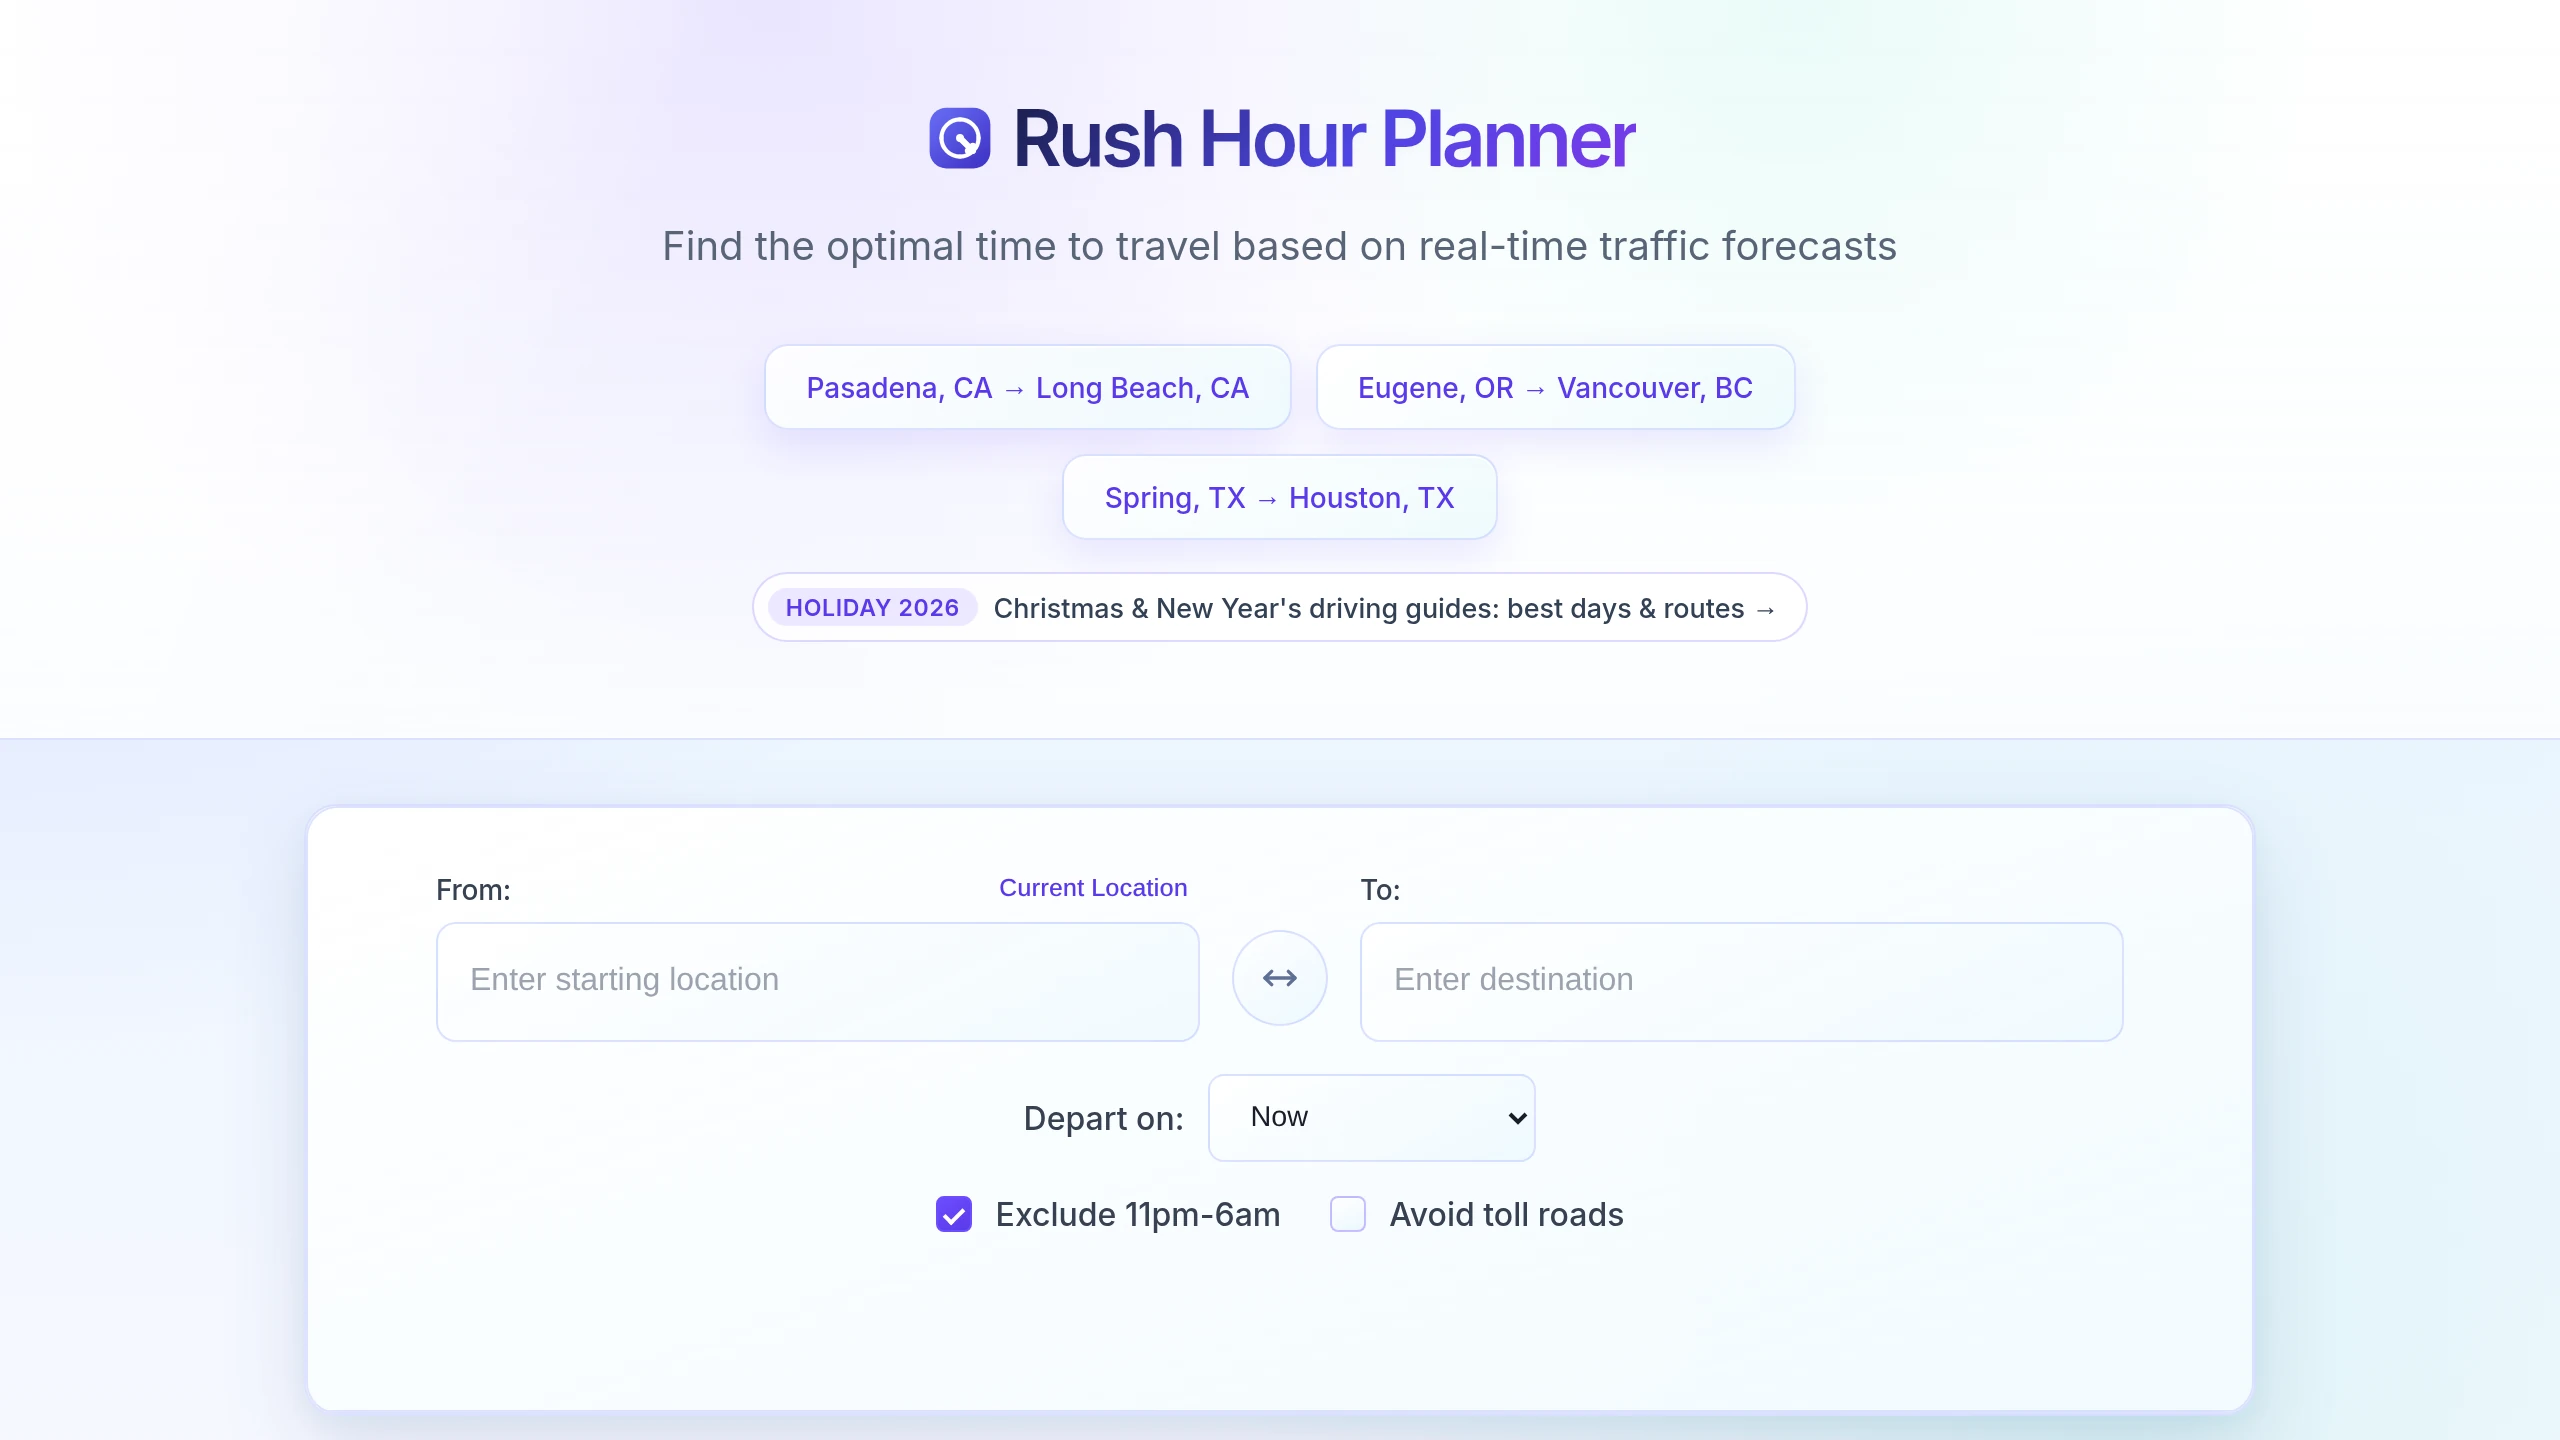 Rush Hour Planner
Find the optimal time to travel based on real-time traffic forecasts
Pasadena, CA → Long Beach, CA
Eugene, OR → Vancouver, BC
Spring, TX → Houston, TX
HOLIDAY 2026 Christmas & New Year's driving guides: best days & routes →
From:
Current Location
To:
Enter starting location
Enter destination
Depart on: Now
Exclude 11pm-6am
Avoid toll roads